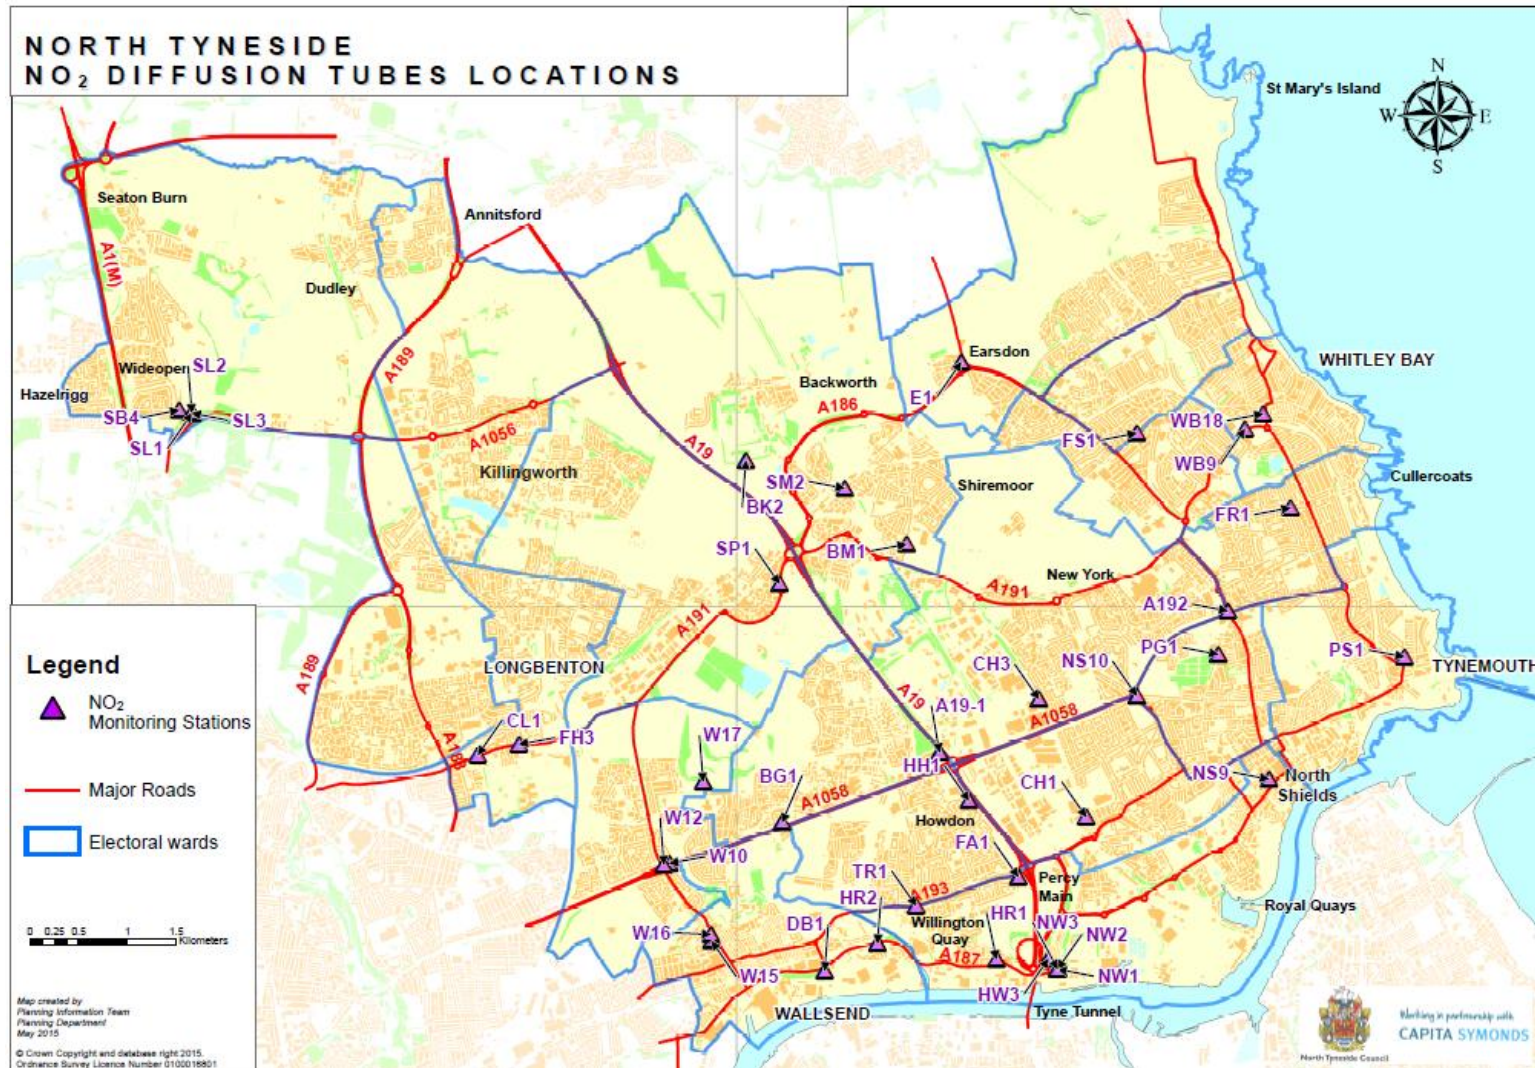 NORTH TYNESIDE
NO₂ DIFFUSION TUBES LOCATIONS
St Mary's Island
N
W E
S
Seaton Burn
Annitsford
A1(M)
Dudley
A189
Earsdon
WHITLEY BAY
Hazelrigg
Wideopen
SL2
Backworth
E1
A186
SB4
SL3
SL1
A1056
A19
Killingworth
FS1
WB18
WB9
Cullercoats
SM2
BK2
Shiremoor
FR1
SP1
BM1
New York
A191
A191
A192
A189
LONGBENTON
CH3
NS10
PG1
PS1
TYNEMOUTH
A19
A19-1
A1058
CL1
FH3
A188
W17
BG1
HH1
A1058
CH1
NS9
North
Shields
Howdon
W12
W10
FA1
TR1
A193
Percy
Main
HR2
HR1
NW3
NW2
NW1
Royal Quays
DB1
Willington
Quay
W16
W15
A187
HW3
WALLSEND
Tyne Tunnel
Legend
NO₂
Monitoring Stations
Major Roads
Electoral wards
0 0.25 0.5 1 1.5
Kilometers
Map created by
Planning Information Team
Planning Department
May 2015
© Crown Copyright and database right 2015.
Ordnance Survey Licence Number 0100016801
North Tyneside Council
Working in partnership with
CAPITA SYMONDS